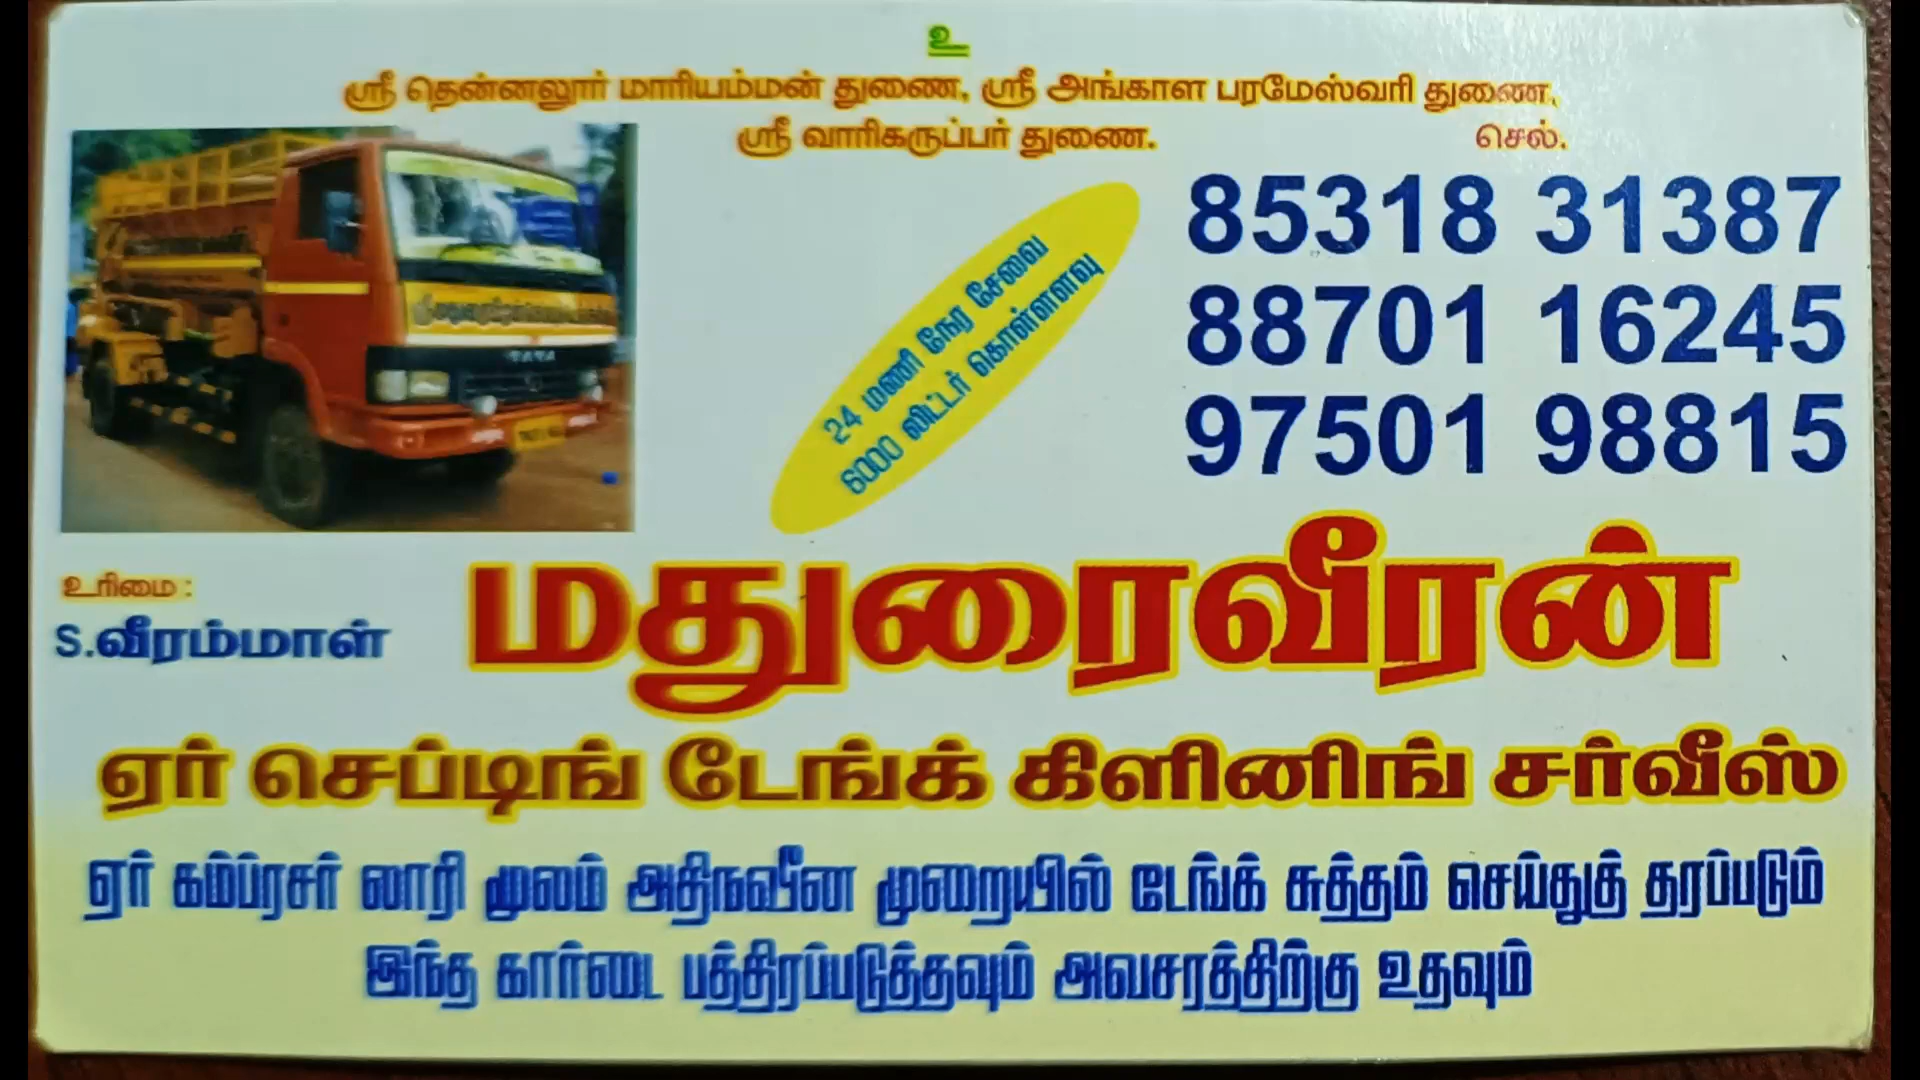 உ
ஸ்ரீ தென்னலூர் மாரியம்மன் துணை, ஸ்ரீ அங்காள பரமேஸ்வரி துணை,
ஸ்ரீ வாரிகருப்பர் துணை.
செல்.
85318 31387
88701 16245
97501 98815
24 மணி நேர சேவை
6000 லிட்டர் கொள்ளளவு
TATA
உரிமை :
S.வீரம்மாள்
மதுரைவீரன்
ஏர் செப்டிங் டேங்க் கிளினிங் சர்வீஸ்
ஏர் கம்ப்ரசர் லாரி மூலம் அதிநவீன முறையில் டேங்க் சுத்தம் செய்துத் தரப்படும்
இந்த கார்டை பத்திரப்படுத்தவும் அவசரத்திற்கு உதவும்